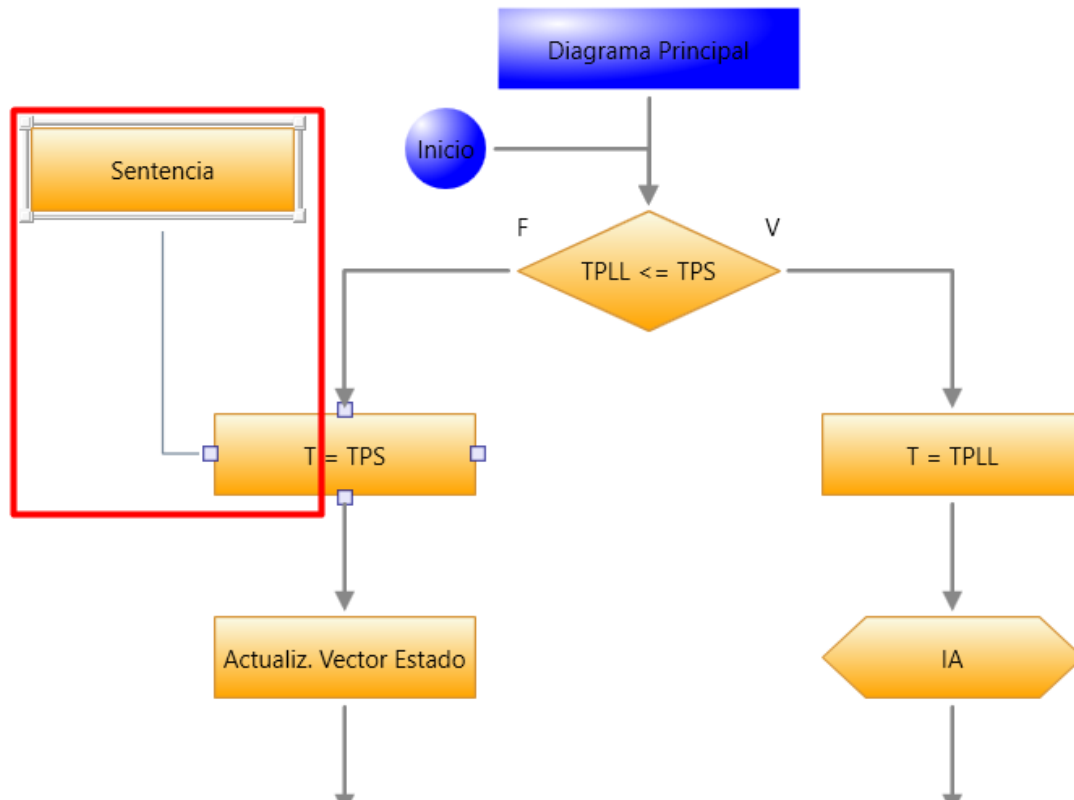 Diagrama Principal
Inicio
Sentencia
F
V
TPLL <= TPS
T = TPS
T = TPLL
Actualiz. Vector Estado
IA